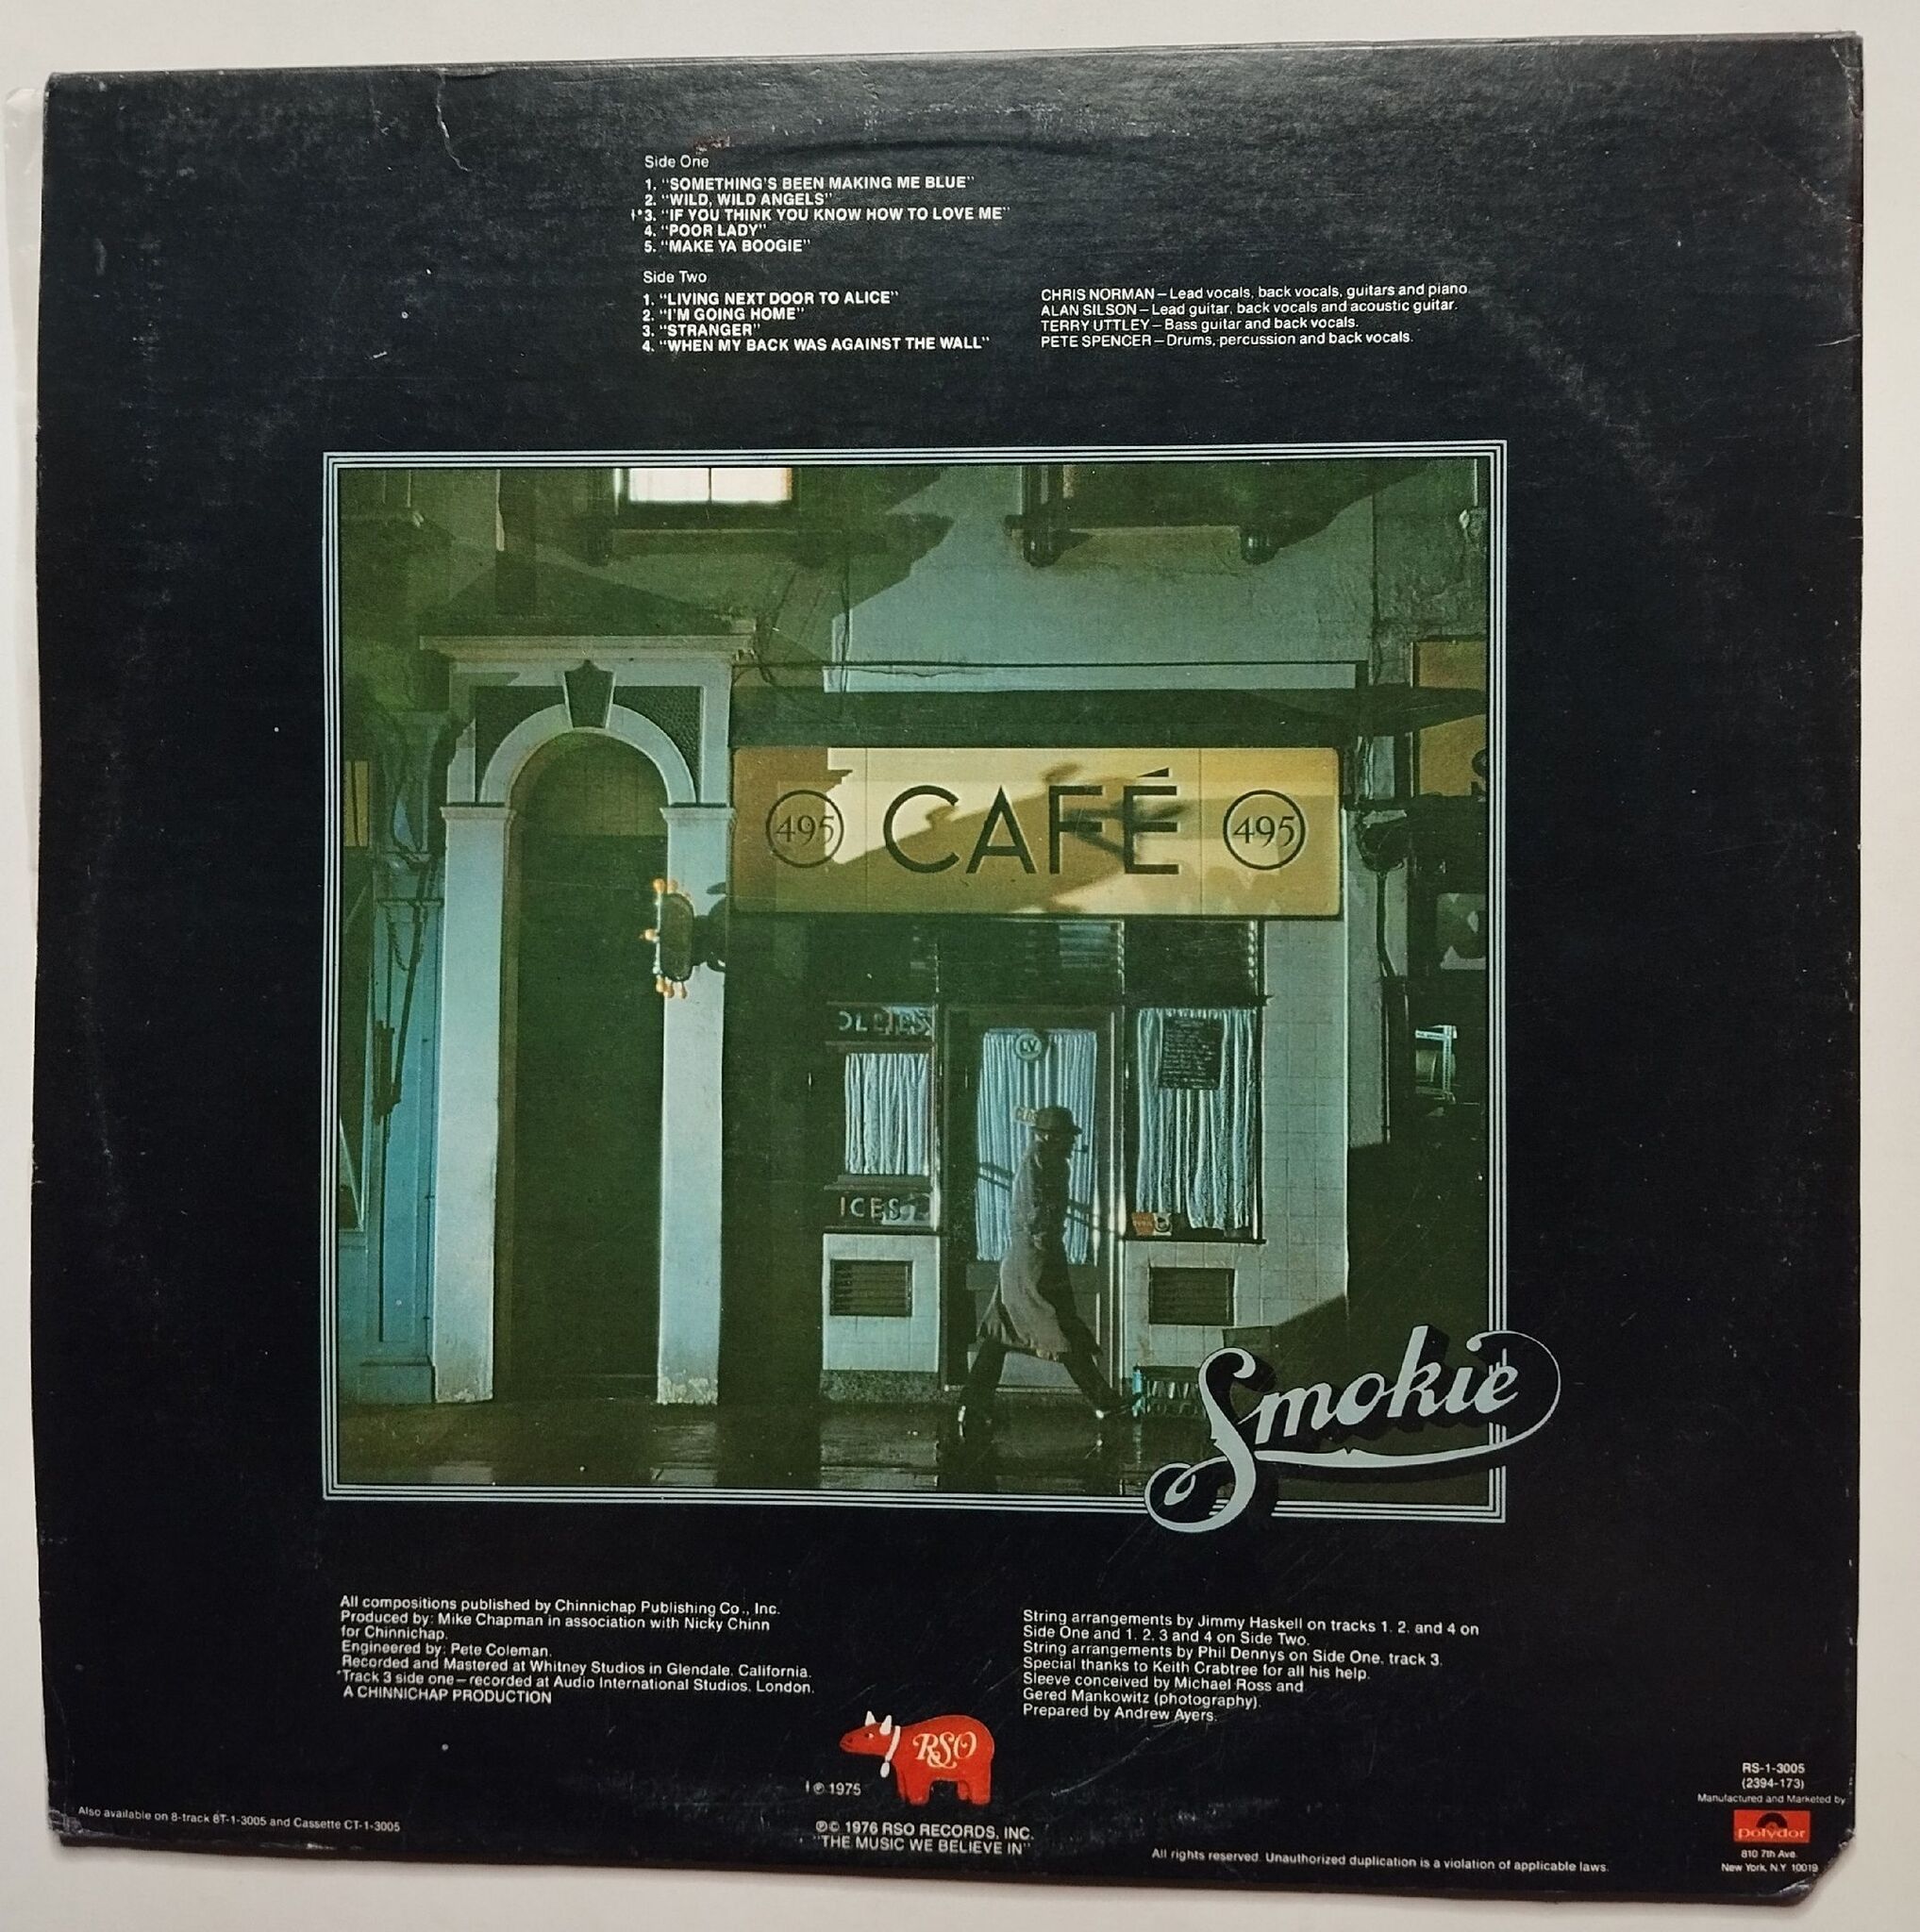 Side One
1. "SOMETHING'S BEEN MAKING ME BLUE"
2. "WILD, WILD ANGELS"
*3. "IF YOU THINK YOU KNOW HOW TO LOVE ME"
4. "POOR LADY"
5. "MAKE YA BOOGIE"
Side Two
1. "LIVING NEXT DOOR TO ALICE"
2. "I'M GOING HOME"
3. "STRANGER"
4. "WHEN MY BACK WAS AGAINST THE WALL"
CHRIS NORMAN—Lead vocals, back vocals, guitars and piano.
ALAN SILSON—Lead guitar, back vocals and acoustic guitar.
TERRY UTTLEY—Bass guitar and back vocals.
PETE SPENCER—Drums, percussion and back vocals.
495 CAFÉ 495
LV
ICES
Smokie
All compositions published by Chinnichap Publishing Co., Inc.
Produced by: Mike Chapman in association with Nicky Chinn
for Chinnichap.
Engineered by: Pete Coleman.
Recorded and Mastered at Whitney Studios in Glendale, California.
*Track 3 side one—recorded at Audio International Studios, London.
A CHINNICHAP PRODUCTION
String arrangements by Jimmy Haskell on tracks 1, 2, and 4 on
Side One and 1, 2, 3 and 4 on Side Two.
String arrangements by Phil Dennys on Side One, track 3.
Special thanks to Keith Crabtree for all his help.
Sleeve conceived by Michael Ross and
Gered Mankowitz (photography).
Prepared by Andrew Ayers.
RSO
℗ 1975
℗© 1976 RSO RECORDS, INC.
"THE MUSIC WE BELIEVE IN"
Also available on 8-track 8T-1-3005 and Cassette CT-1-3005
All rights reserved. Unauthorized duplication is a violation of applicable laws.
RS-1-3005
(2394-173)
Manufactured and Marketed by
polydor
810 7th Ave.
New York, N.Y. 10019